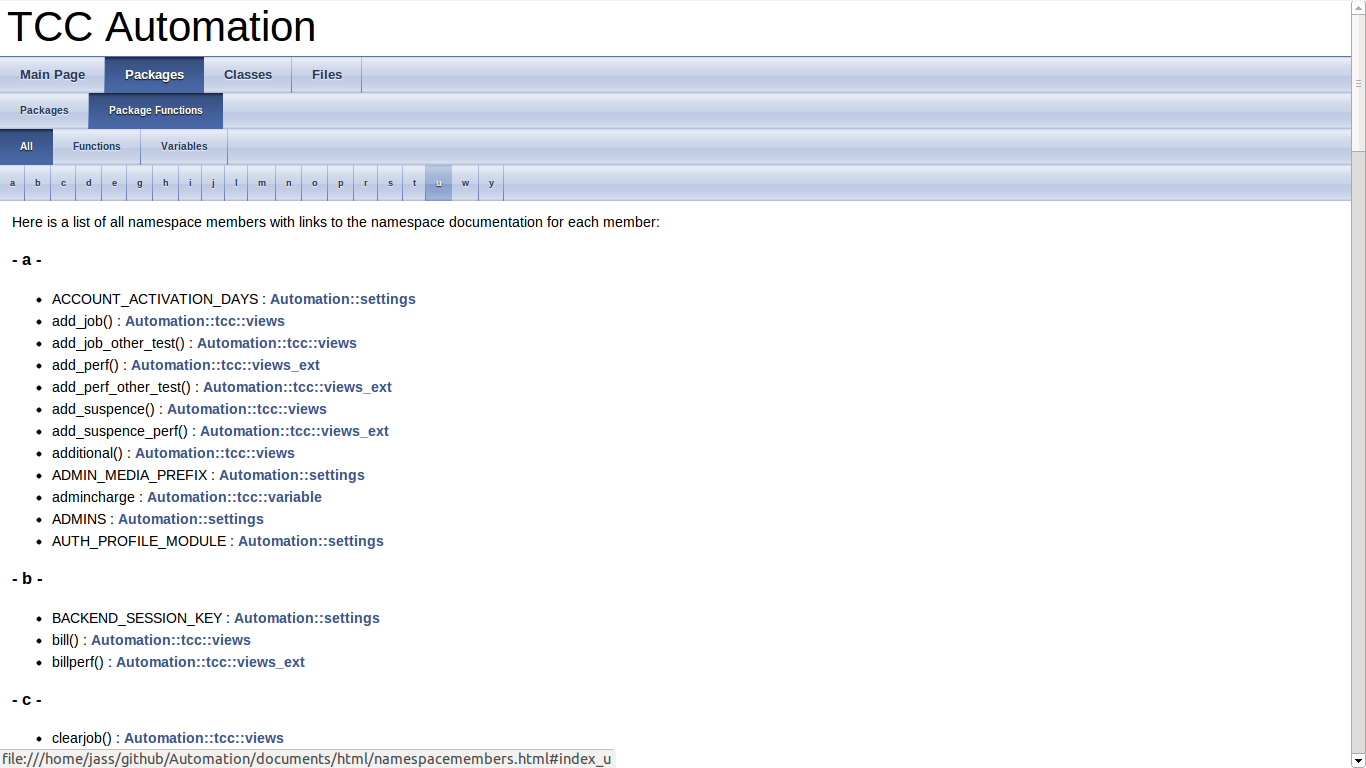 TCC Automation
Main Page Packages Classes Files
Packages Package Functions
All Functions Variables
a b c d e g h i j l m n o p r s t u w y
Here is a list of all namespace members with links to the namespace documentation for each member:
- a -
• ACCOUNT_ACTIVATION_DAYS : Automation::settings
• add_job() : Automation::tcc::views
• add_job_other_test() : Automation::tcc::views
• add_perf() : Automation::tcc::views_ext
• add_perf_other_test() : Automation::tcc::views_ext
• add_suspence() : Automation::tcc::views
• add_suspence_perf() : Automation::tcc::views_ext
• additional() : Automation::tcc::views
• ADMIN_MEDIA_PREFIX : Automation::settings
• admincharge : Automation::tcc::variable
• ADMINS : Automation::settings
• AUTH_PROFILE_MODULE : Automation::settings
- b -
• BACKEND_SESSION_KEY : Automation::settings
• bill() : Automation::tcc::views
• billperf() : Automation::tcc::views_ext
- c -
• clearjob() : Automation::tcc::views
file:///home/jass/github/Automation/documents/html/namespacemembers.html#index_u